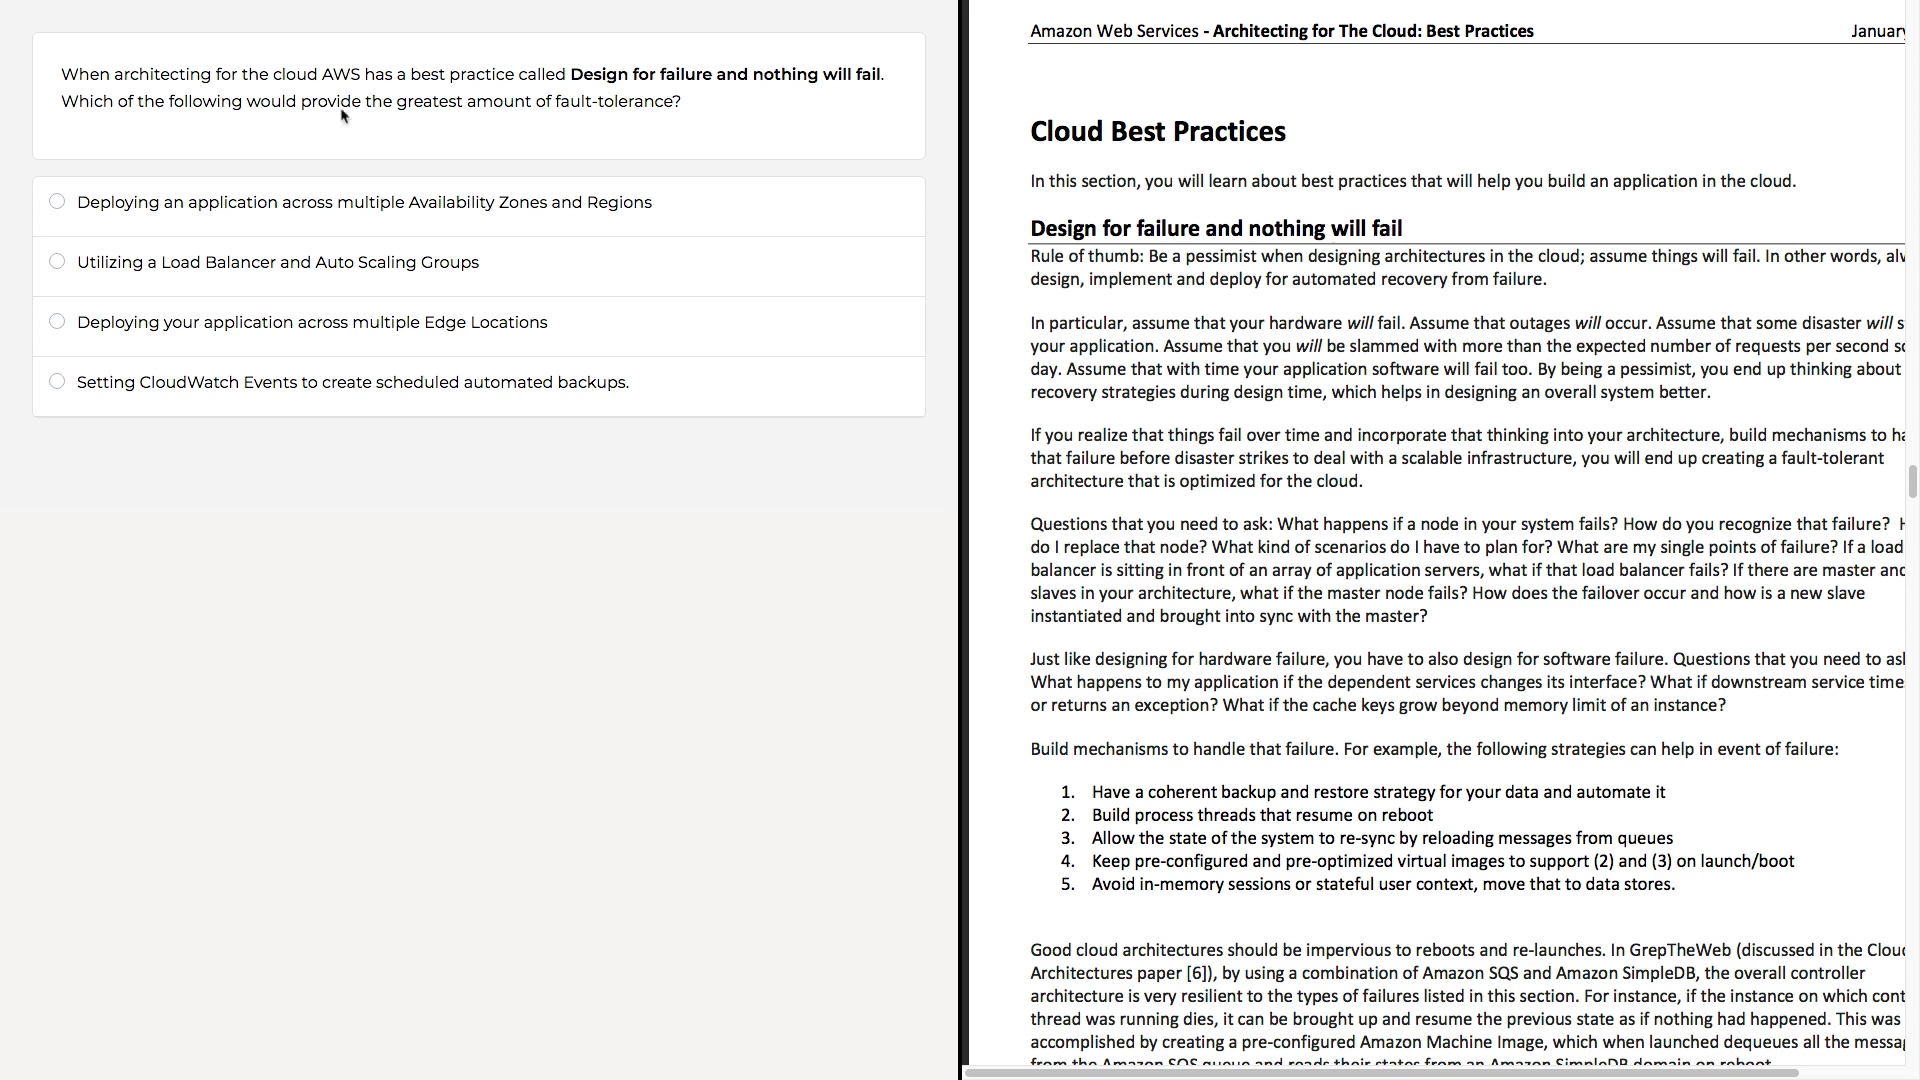 When architecting for the cloud AWS has a best practice called Design for failure and nothing will fail.
Which of the following would provide the greatest amount of fault-tolerance?
Deploying an application across multiple Availability Zones and Regions
Utilizing a Load Balancer and Auto Scaling Groups
Deploying your application across multiple Edge Locations
Setting CloudWatch Events to create scheduled automated backups.
Amazon Web Services - Architecting for The Cloud: Best Practices January
Cloud Best Practices
In this section, you will learn about best practices that will help you build an application in the cloud.
Design for failure and nothing will fail
Rule of thumb: Be a pessimist when designing architectures in the cloud; assume things will fail. In other words,
design, implement and deploy for automated recovery from failure.
In particular, assume that your hardware will fail. Assume that outages will occur. Assume that some disaster will
your application. Assume that you will be slammed with more than the expected number of requests per second
day. Assume that with time your application software will fail too. By being a pessimist, you end up thinking about
recovery strategies during design time, which helps in designing an overall system better.
If you realize that things fail over time and incorporate that thinking into your architecture, build mechanisms to
that failure before disaster strikes to deal with a scalable infrastructure, you will end up creating a fault-tolerant
architecture that is optimized for the cloud.
Questions that you need to ask: What happens if a node in your system fails? How do you recognize that failure?
do I replace that node? What kind of scenarios do I have to plan for? What are my single points of failure? If a load
balancer is sitting in front of an array of application servers, what if that load balancer fails? If there are master and
slaves in your architecture, what if the master node fails? How does the failover occur and how is a new slave
instantiated and brought into sync with the master?
Just like designing for hardware failure, you have to also design for software failure. Questions that you need to ask
What happens to my application if the dependent services changes its interface? What if downstream service time
or returns an exception? What if the cache keys grow beyond memory limit of an instance?
Build mechanisms to handle that failure. For example, the following strategies can help in event of failure:
1. Have a coherent backup and restore strategy for your data and automate it
2. Build process threads that resume on reboot
3. Allow the state of the system to re-sync by reloading messages from queues
4. Keep pre-configured and pre-optimized virtual images to support (2) and (3) on launch/boot
5. Avoid in-memory sessions or stateful user context, move that to data stores.
Good cloud architectures should be impervious to reboots and re-launches. In GrepTheWeb (discussed in the Cloud
Architectures paper [6]), by using a combination of Amazon SQS and Amazon SimpleDB, the overall controller
architecture is very resilient to the types of failures listed in this section. For instance, if the instance on which
thread was running dies, it can be brought up and resume the previous state as if nothing had happened. This was
accomplished by creating a pre-configured Amazon Machine Image, which when launched dequeues all the
from the Amazon SQS queue and reads their states from an Amazon SimpleDB domain on reboot